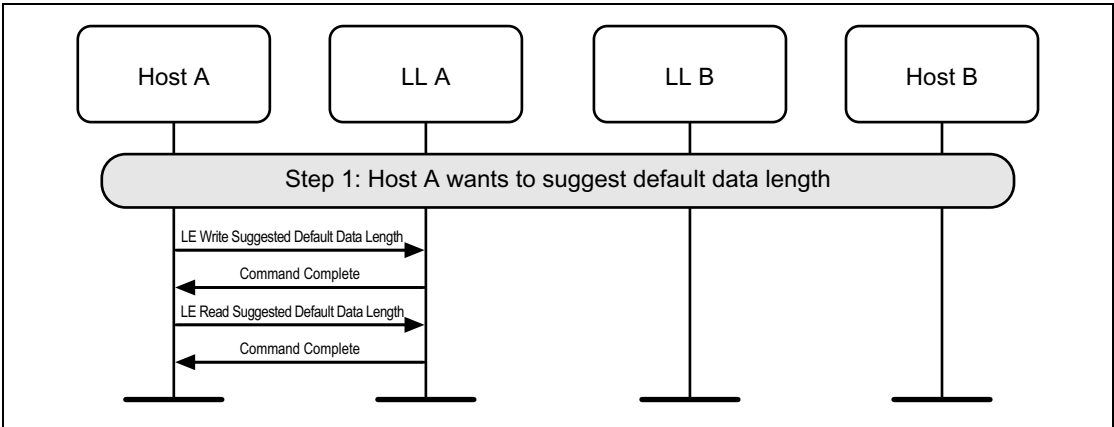 Host A
LL A
LL B
Host B
Step 1: Host A wants to suggest default data length
LE Write Suggested Default Data Length
Command Complete
LE Read Suggested Default Data Length
Command Complete